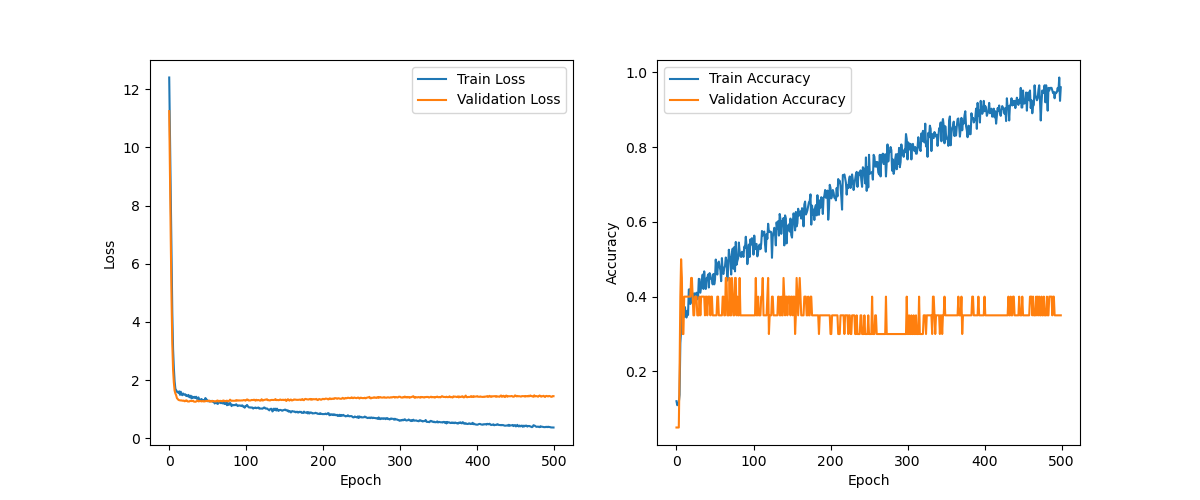 Train Loss
Validation Loss
12
10
8
6
4
2
0
Loss
0 100 200 300 400 500
Epoch
Train Accuracy
Validation Accuracy
1.0
0.8
0.6
0.4
0.2
Accuracy
0 100 200 300 400 500
Epoch